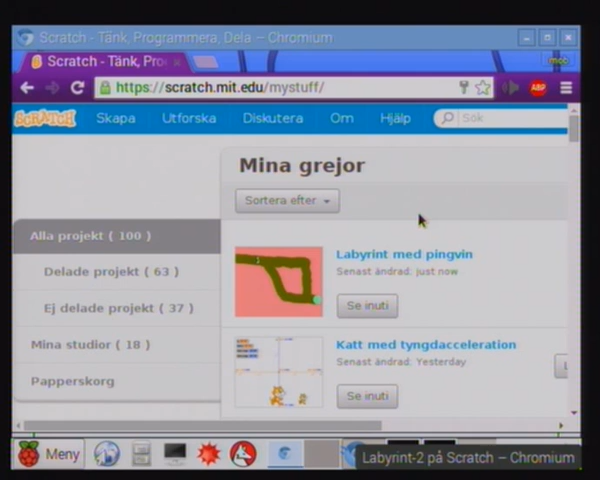 Scratch - Tänk, Programmera, Dela — Chromium
Scratch - Tänk, Pro
moc
https://scratch.mit.edu/mystuff/
ABP
SCRATCH
Skapa
Utforska
Diskutera
Om
Hjälp
Sök
Mina grejor
Sortera efter
Alla projekt ( 100 )
Delade projekt ( 63 )
Ej delade projekt ( 37 )
Mina studior ( 18 )
Papperskorg
Labyrint med pingvin
Senast ändrad: just now
Se inuti
Katt med tyngdacceleration
Senast ändrad: Yesterday
Se inuti
Meny
Labyrint-2 på Scratch — Chromium